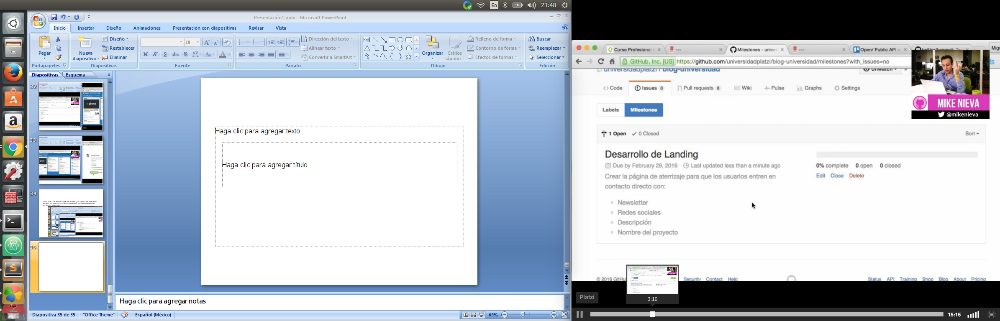 En
21:48
Presentación1.pptx - Microsoft PowerPoint
Inicio
Insertar
Diseño
Animaciones
Presentación con diapositivas
Revisar
Vista
Pegar
Nueva
diapositiva
Diseño
Restablecer
Eliminar
18
Dirección del texto
Alinear texto
Convertir a SmartArt
Organizar
Estilos
rápidos
Relleno de forma
Contorno de forma
Efectos de formas
Buscar
Reemplazar
Seleccionar
Portapapeles
Diapositivas
Fuente
Párrafo
Dibujo
Edición
Diapositivas
Esquema
32
33
34
35
Haga clic para agregar texto
Haga clic para agregar título
Haga clic para agregar notas
Diapositiva 35 de 35
"Office Theme"
Español (México)
69%
Curso Profesional
---
Milestones - univer
---
Open/ Public API
GitHub, Inc. [US] https://github.com/universidadplatzi/blog-universidad/milestones?with_issues=no
universidadplatzi / blog-universidad
Unwatch
3
Code
Issues 0
Pull requests 0
Wiki
Pulse
Graphs
Settings
MIKE NIEVA
@mikenieva
Labels
Milestones
1 Open
0 Closed
Sort
Desarrollo de Landing
Due by February 29, 2016
Last updated less than a minute ago
0% complete 0 open 0 closed
Edit Close Delete
Crear la página de aterrizaje para que los usuarios entren en
contacto directo con:
Newsletter
Redes sociales
Descripción
Nombre del proyecto
© 2016 GitHu
Security
Contact
Help
Status
API
Training
Shop
Blog
About
Pricing
Platzi
3:10
15:15